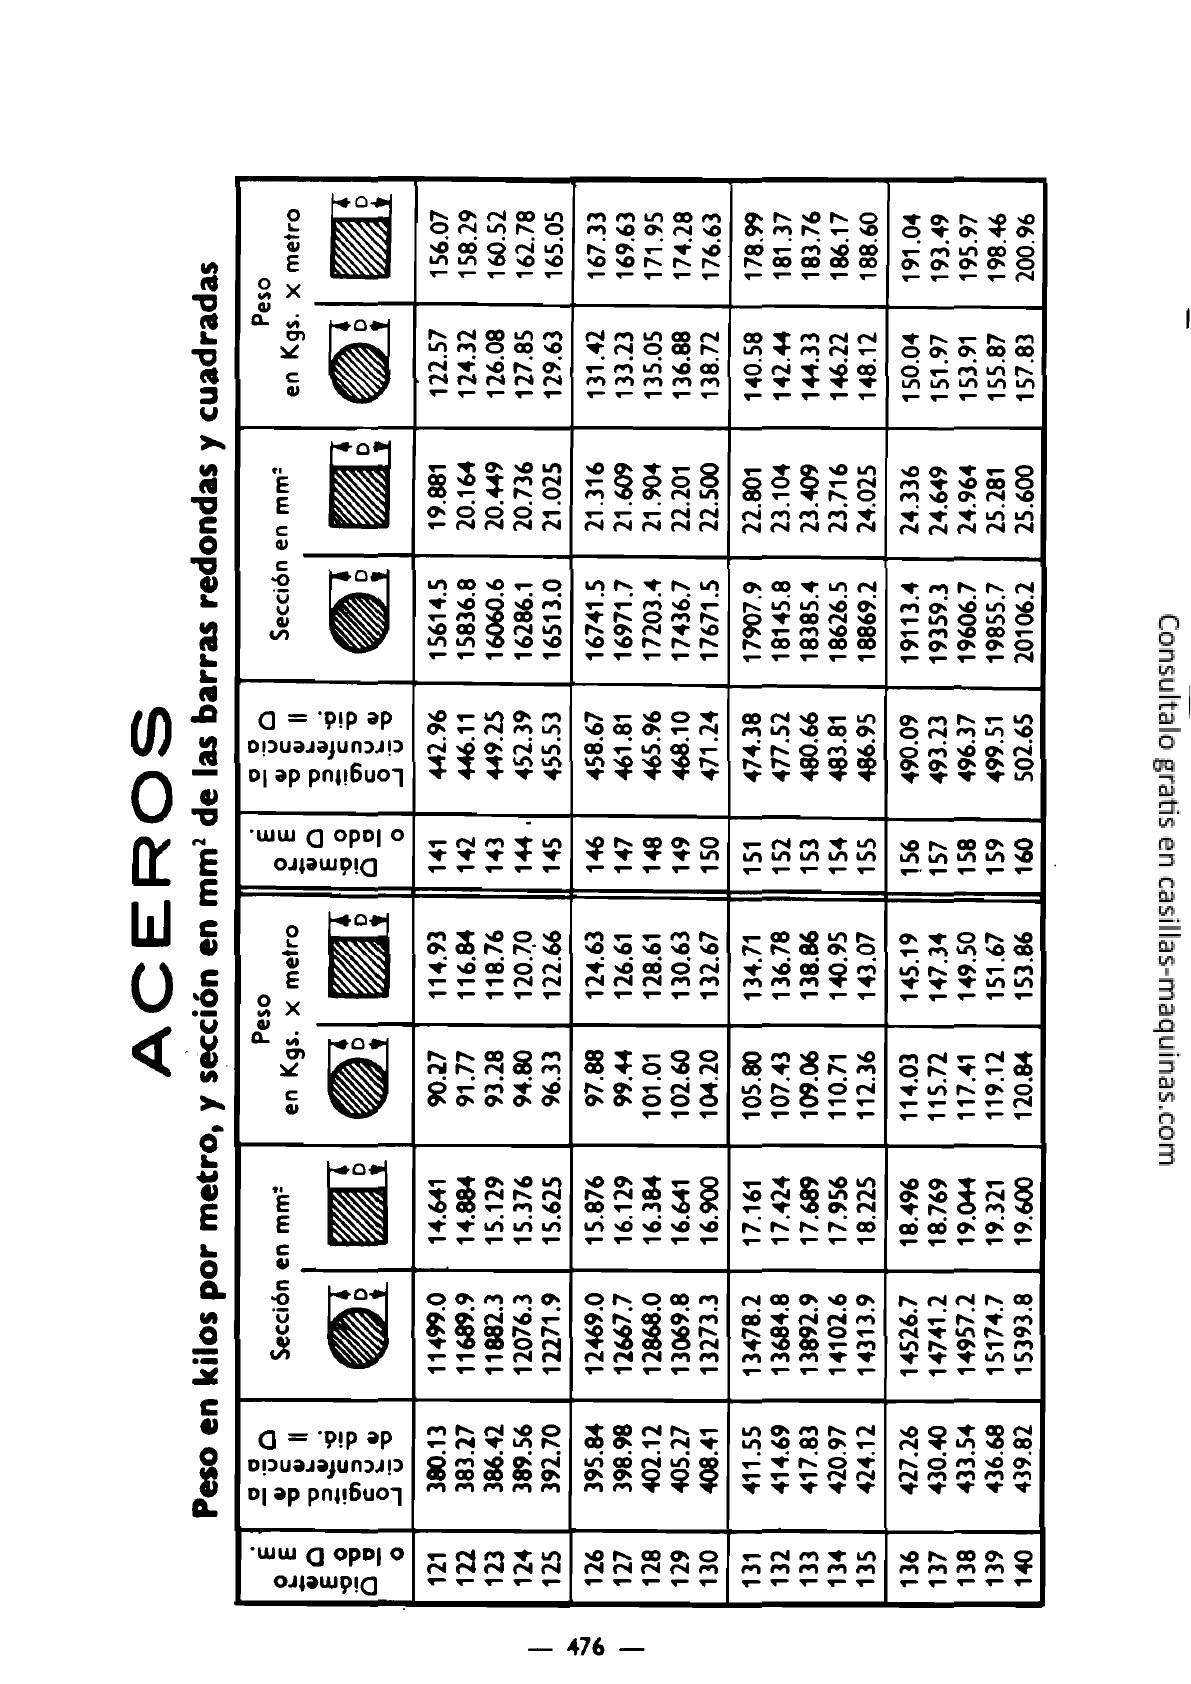 ACEROS
Peso en kilos por metro, y sección en mm² de las barras redondas y cuadradas
Diámetro o lado D mm. | Longitud de la circunferencia de diá. = D | Sección en mm² | Peso en Kgs. X metro | Diámetro o lado D mm. | Longitud de la circunferencia de diá. = D | Sección en mm² | Peso en Kgs. X metro
D D D D D D D D
121 380.13 11499.0 14.641 90.27 114.93 141 442.96 15614.5 19.881 122.57 156.07
122 383.27 11689.9 14.884 91.77 116.84 142 446.11 15836.8 20.164 124.32 158.29
123 386.42 11882.3 15.129 93.28 118.76 143 449.25 16060.6 20.449 126.08 160.52
124 389.56 12076.3 15.376 94.80 120.70 144 452.39 16286.1 20.736 127.85 162.78
125 392.70 12271.9 15.625 96.33 122.66 145 455.53 16513.0 21.025 129.63 165.05
126 395.84 12469.0 15.876 97.88 124.63 146 458.67 16741.5 21.316 131.42 167.33
127 398.98 12667.7 16.129 99.44 126.61 147 461.81 16971.7 21.609 133.23 169.63
128 402.12 12868.0 16.384 101.01 128.61 148 465.96 17203.4 21.904 135.05 171.95
129 405.27 13069.8 16.641 102.60 130.63 149 468.10 17436.7 22.201 136.88 174.28
130 408.41 13273.3 16.900 104.20 132.67 150 471.24 17671.5 22.500 138.72 176.63
131 411.55 13478.2 17.161 105.80 134.71 151 474.38 17907.9 22.801 140.58 178.99
132 414.69 13684.8 17.424 107.43 136.78 152 477.52 18145.8 23.104 142.44 181.37
133 417.83 13892.9 17.689 109.06 138.86 153 480.66 18385.4 23.409 144.33 183.76
134 420.97 14102.6 17.956 110.71 140.95 154 483.81 18626.5 23.716 146.22 186.17
135 424.12 14313.9 18.225 112.36 143.07 155 486.95 18869.2 24.025 148.12 188.60
136 427.26 14526.7 18.496 114.03 145.19 156 490.09 19113.4 24.336 150.04 191.04
137 430.40 14741.2 18.769 115.72 147.34 157 493.23 19359.3 24.649 151.97 193.49
138 433.54 14957.2 19.044 117.41 149.50 158 496.37 19606.7 24.964 153.91 195.97
139 436.68 15174.7 19.321 119.12 151.67 159 499.51 19855.7 25.281 155.87 198.46
140 439.82 15393.8 19.600 120.84 153.86 160 502.65 20106.2 25.600 157.83 200.96
— 476 —
Consultalo gratis en casillas-maquinas.com